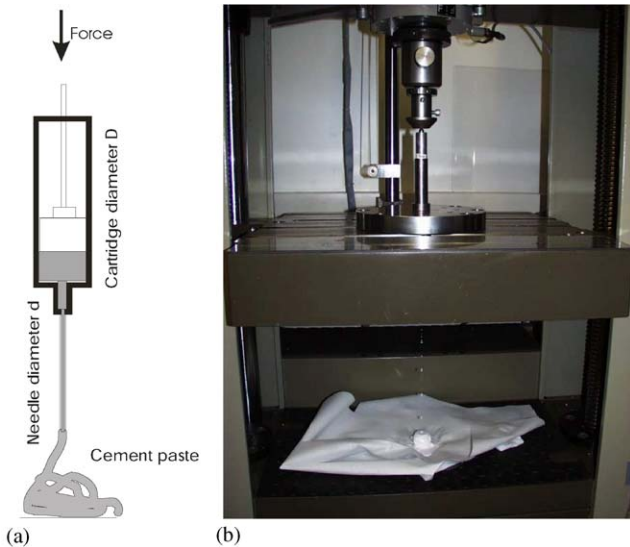 Force
Cartridge diameter D
Needle diameter d
Cement paste
(a)
(b)